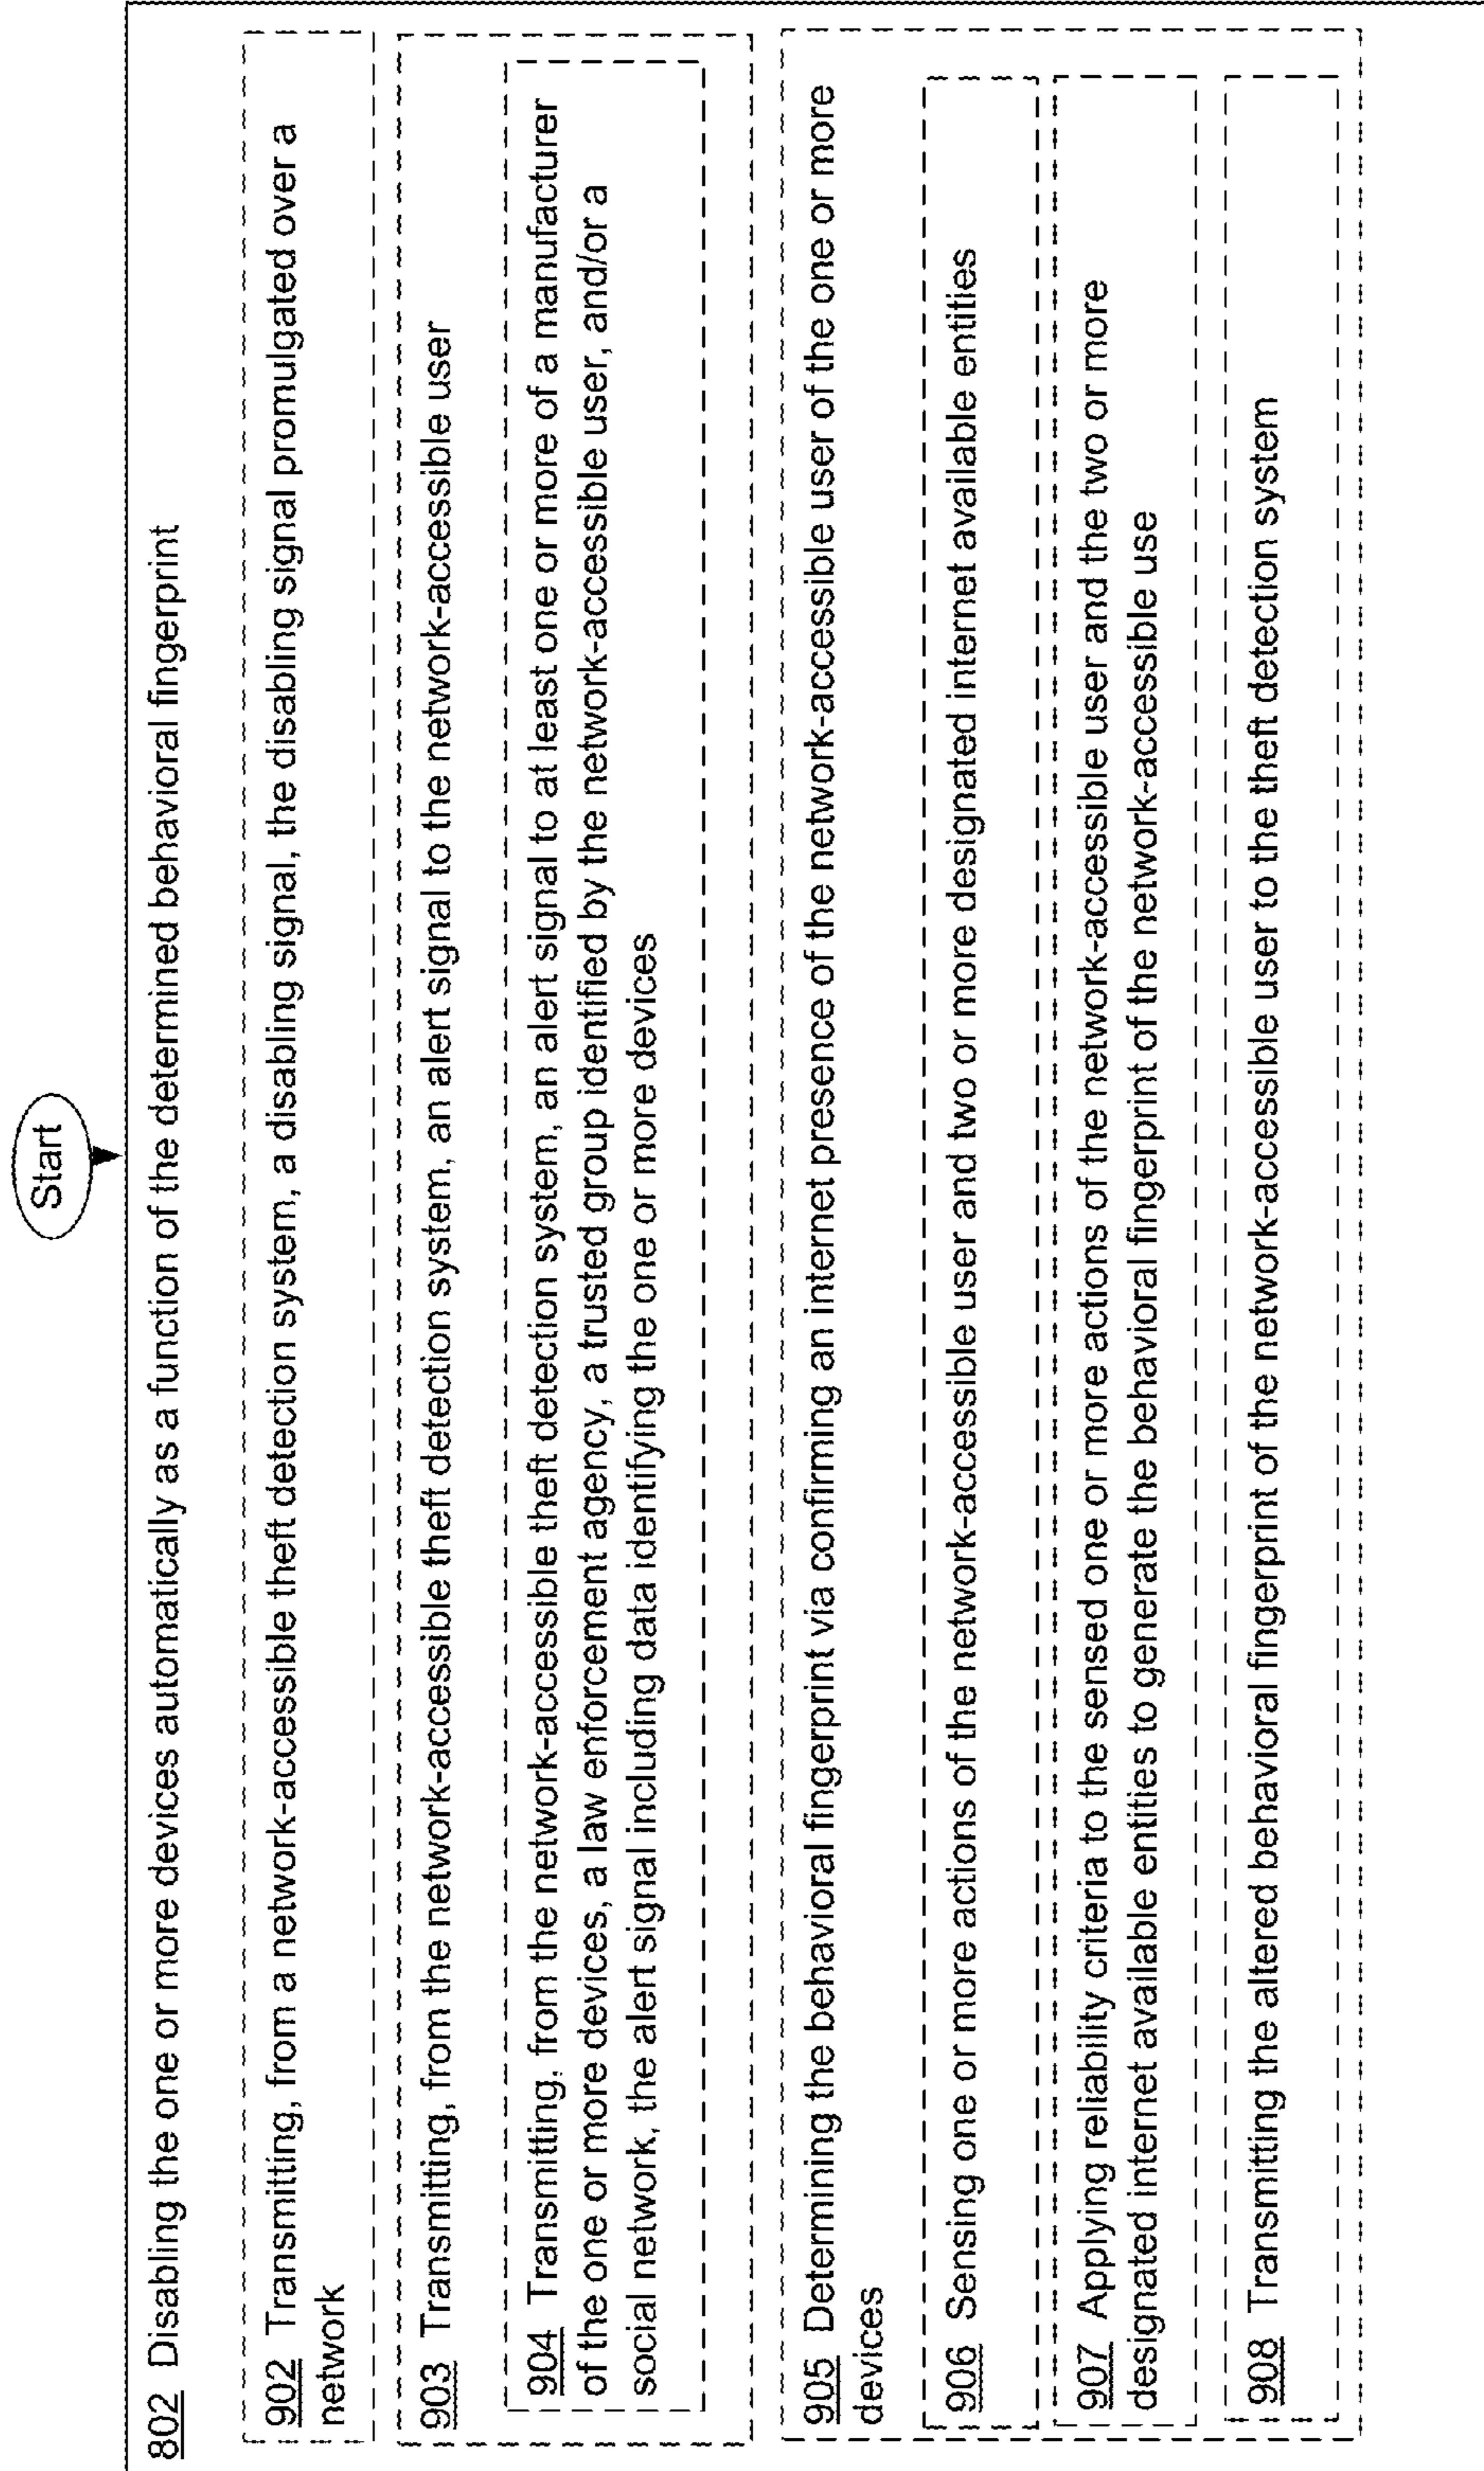 Start
802 Disabling the one or more devices automatically as a function of the determined behavioral fingerprint
902 Transmitting, from a network-accessible theft detection system, a disabling signal, the disabling signal promulgated over a
network
903 Transmitting, from the network-accessible theft detection system, an alert signal to the network-accessible user
904 Transmitting, from the network-accessible theft detection system, an alert signal to at least one or more of a manufacturer
of the one or more devices, a law enforcement agency, a trusted group identified by the network-accessible user, and/or a
social network, the alert signal including data identifying the one or more devices
905 Determining the behavioral fingerprint via confirming an internet presence of the network-accessible user of the one or more
devices
906 Sensing one or more actions of the network-accessible user and two or more designated internet available entities
907 Applying reliability criteria to the sensed one or more actions of the network-accessible user and the two or more
designated internet available entities to generate the behavioral fingerprint of the network-accessible use
908 Transmitting the altered behavioral fingerprint of the network-accessible user to the theft detection system